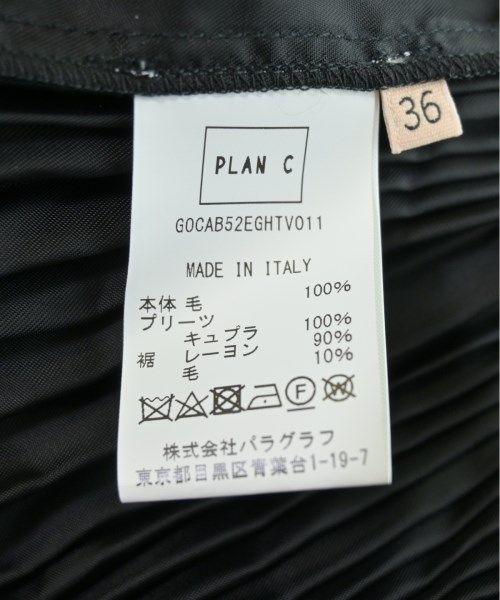 36
PLAN C
GOCAB52EGHTV011
MADE IN ITALY
本体 毛 100%
プリーツ
キュプラ 100%
裾 レーヨン 90%
毛 10%
株式会社パラグラフ
東京都目黒区青葉台1-19-7